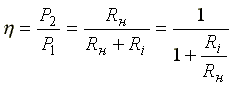 η = P₂/P₁ = Rн/(Rн + Rᵢ) = 1/(1 + Rᵢ/Rн)